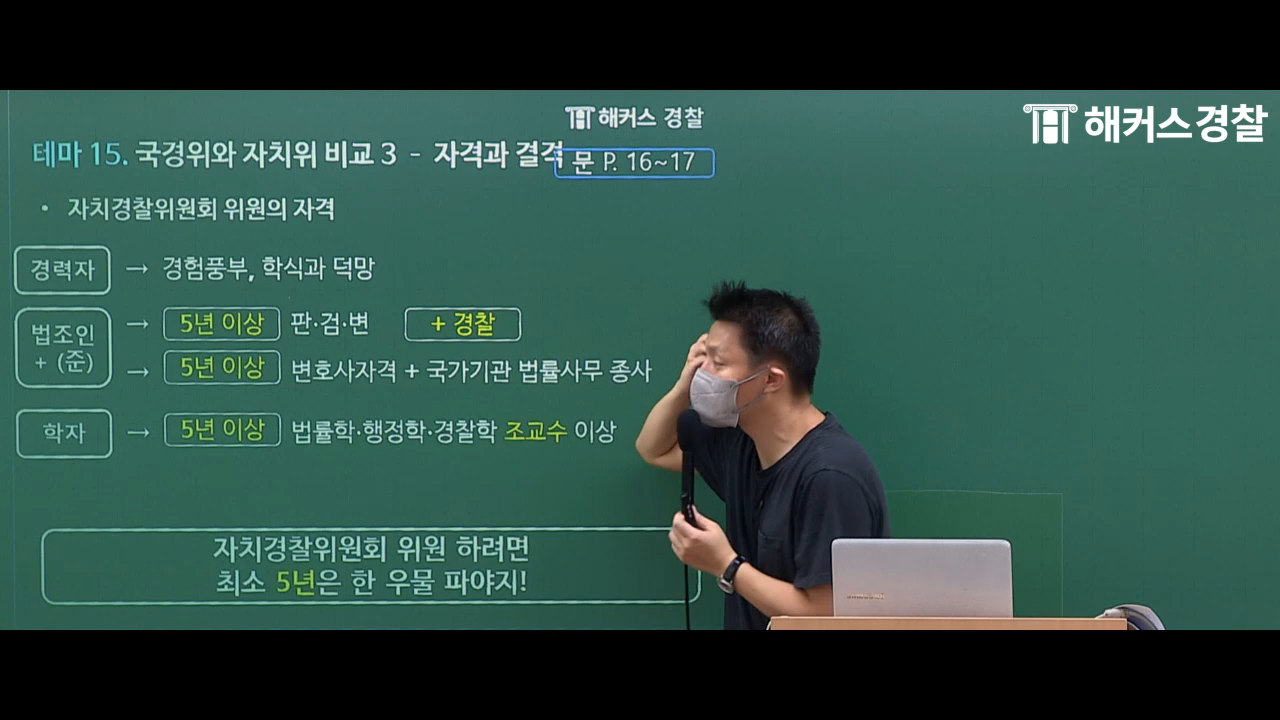 해커스 경찰
해커스경찰
테마 15. 국경위와 자치위 비교 3 - 자격과 결격
문 P. 16~17
• 자치경찰위원회 위원의 자격
경력자 → 경험풍부, 학식과 덕망
법조인 + (준)
→ 5년 이상 판·검·변 + 경찰
→ 5년 이상 변호사자격 + 국가기관 법률사무 종사
학자 → 5년 이상 법률학·행정학·경찰학 조교수 이상
자치경찰위원회 위원 하려면
최소 5년은 한 우물 파야지!
SAMSUNG